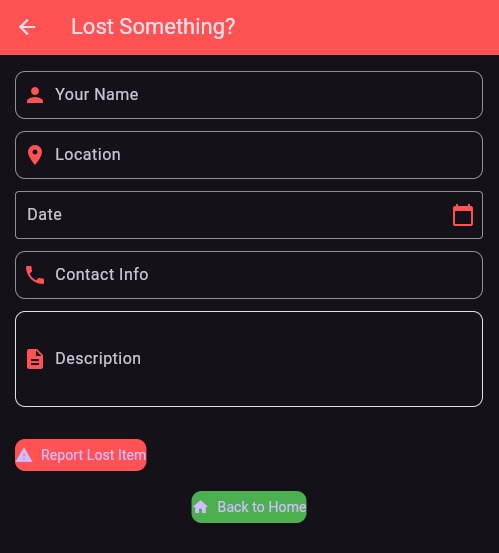 Lost Something?
Your Name
Location
Date
Contact Info
Description
Report Lost Item
Back to Home